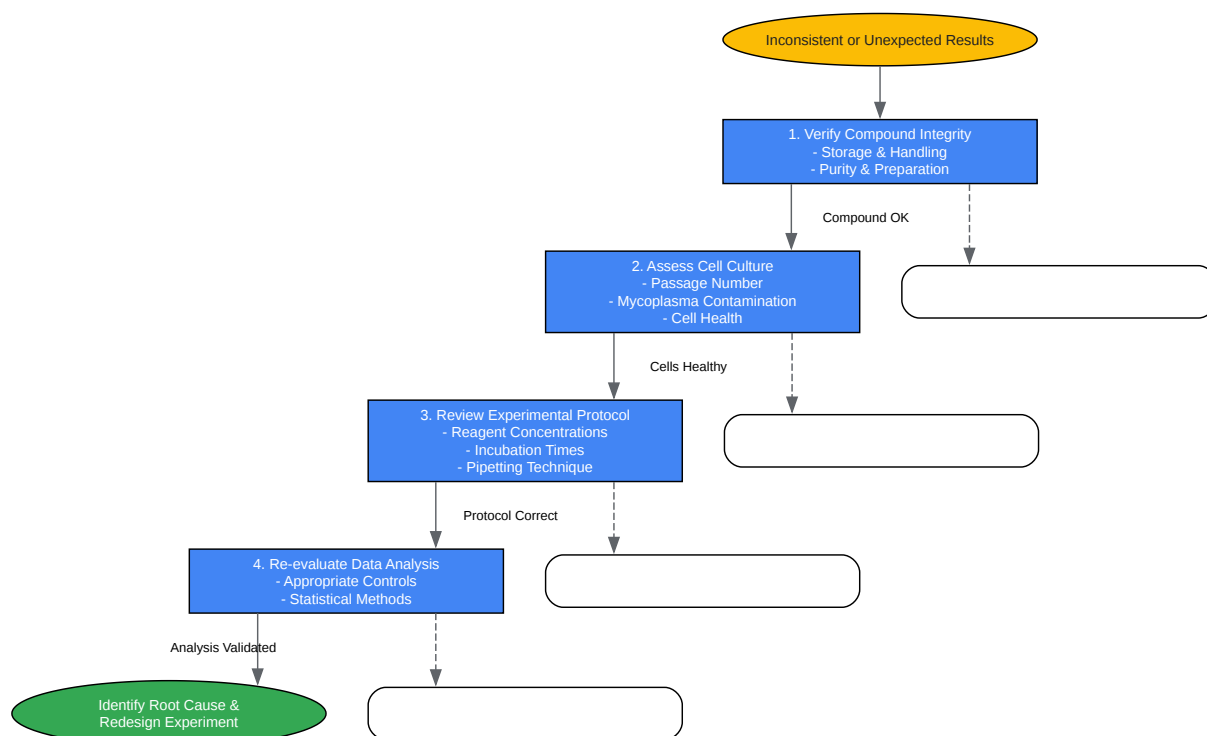 Inconsistent or Unexpected Results
1. Verify Compound Integrity
- Storage & Handling
- Purity & Preparation
Compound OK
2. Assess Cell Culture
- Passage Number
- Mycoplasma Contamination
- Cell Health
Cells Healthy
3. Review Experimental Protocol
- Reagent Concentrations
- Incubation Times
- Pipetting Technique
Protocol Correct
4. Re-evaluate Data Analysis
- Appropriate Controls
- Statistical Methods
Analysis Validated
Identify Root Cause &
Redesign Experiment